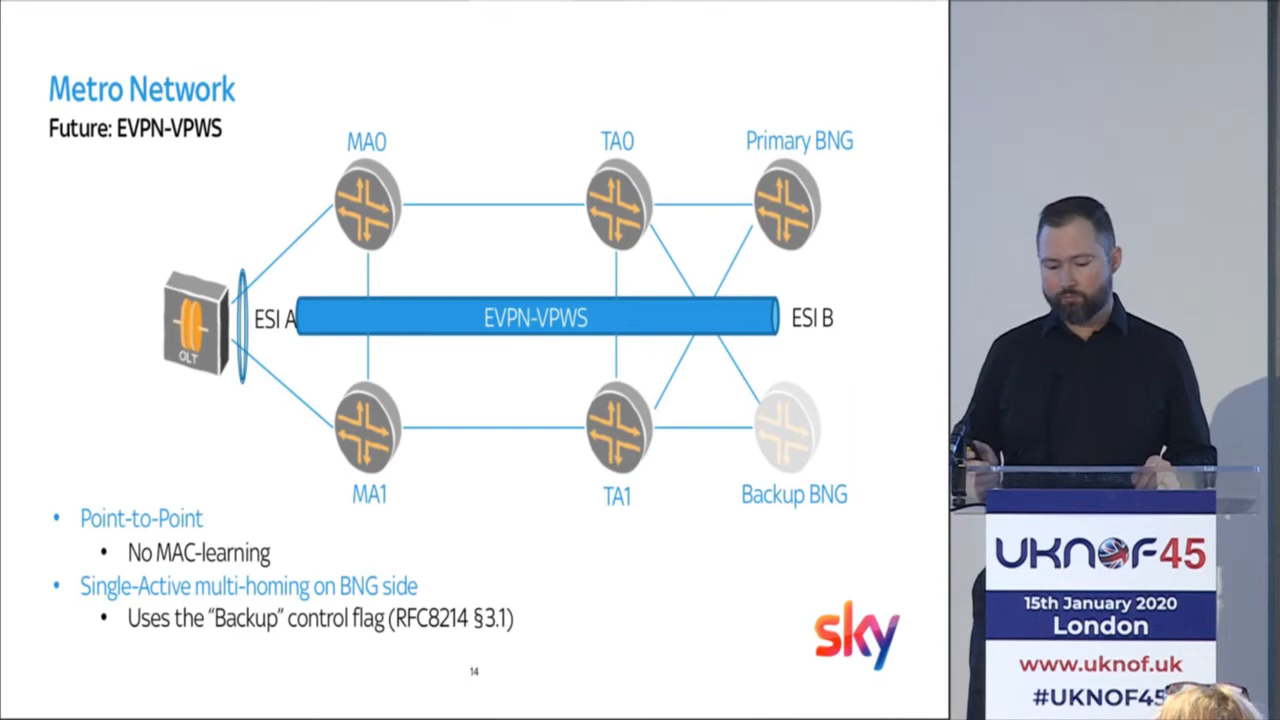 Metro Network
Future: EVPN-VPWS
MA0
TA0
Primary BNG
OLT
ESI A
EVPN-VPWS
ESI B
MA1
TA1
Backup BNG
• Point-to-Point
• No MAC-learning
• Single-Active multi-homing on BNG side
• Uses the “Backup” control flag (RFC8214 §3.1)
sky
14
UKNOF45
15th January 2020
London
www.uknof.uk
#UKNOF45